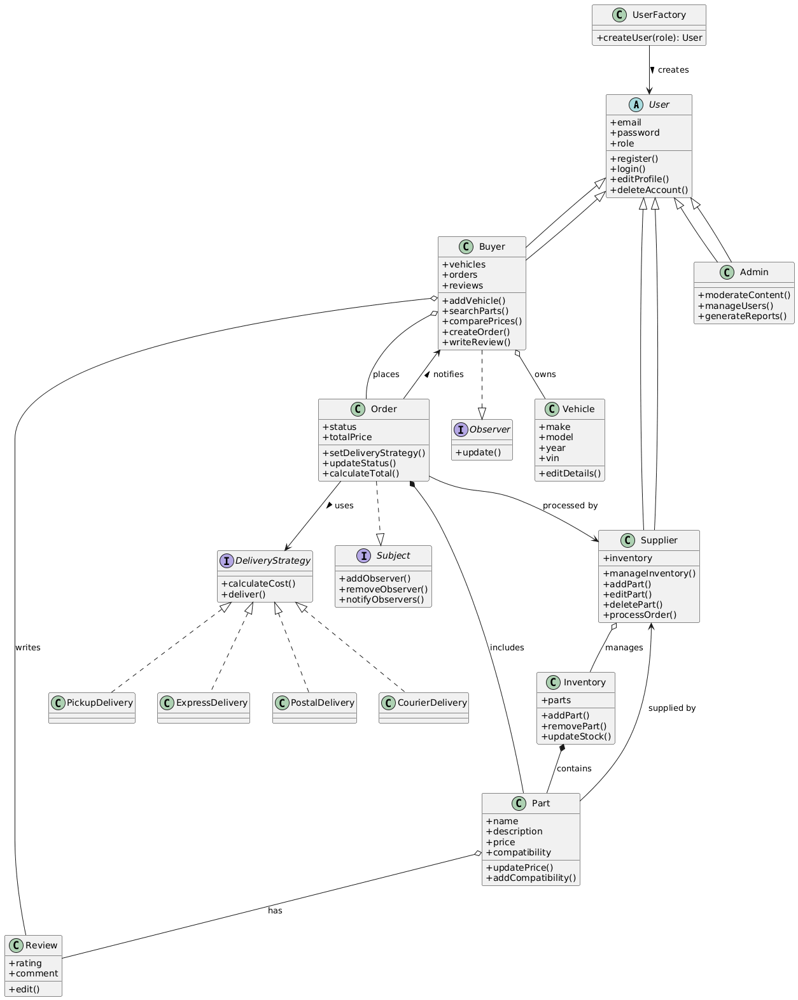 C UserFactory
+createUser(role): User
creates
A User
+email
+password
+role
+register()
+login()
+editProfile()
+deleteAccount()
C Buyer
+vehicles
+orders
+reviews
+addVehicle()
+searchParts()
+comparePrices()
+createOrder()
+writeReview()
C Admin
+moderateContent()
+manageUsers()
+generateReports()
places
notifies
owns
C Order
+status
+totalPrice
+setDeliveryStrategy()
+updateStatus()
+calculateTotal()
I Observer
+update()
C Vehicle
+make
+model
+year
+vin
+editDetails()
uses
processed by
I DeliveryStrategy
+calculateCost()
+deliver()
I Subject
+addObserver()
+removeObserver()
+notifyObservers()
C Supplier
+inventory
+manageInventory()
+addPart()
+editPart()
+deletePart()
+processOrder()
writes
includes
manages
C PickupDelivery
C ExpressDelivery
C PostalDelivery
C CourierDelivery
C Inventory
+parts
+addPart()
+removePart()
+updateStock()
supplied by
contains
C Part
+name
+description
+price
+compatibility
+updatePrice()
+addCompatibility()
has
C Review
+rating
+comment
+edit()